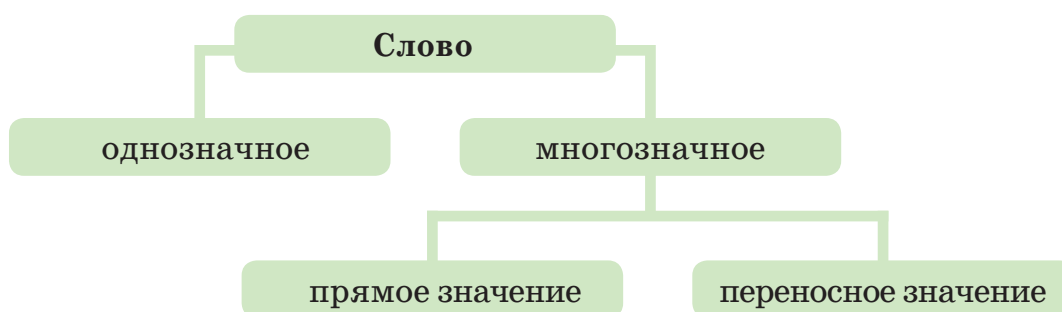 Слово
однозначное
многозначное
прямое значение
переносное значение